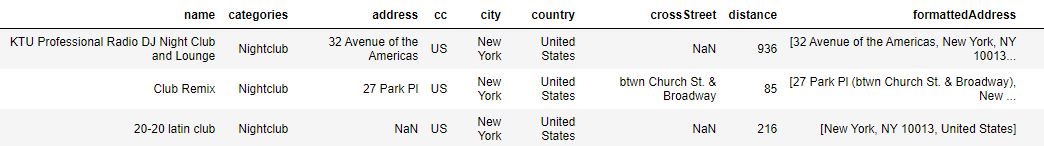 name categories address cc city country crossStreet distance formattedAddress
KTU Professional Radio DJ Night Club and Lounge Nightclub 32 Avenue of the Americas US New York United States NaN 936 [32 Avenue of the Americas, New York, NY 10013...
Club Remix Nightclub 27 Park Pl US New York United States btwn Church St. & Broadway 85 [27 Park Pl (btwn Church St. & Broadway), New ...
20-20 latin club Nightclub NaN US New York United States NaN 216 [New York, NY 10013, United States]